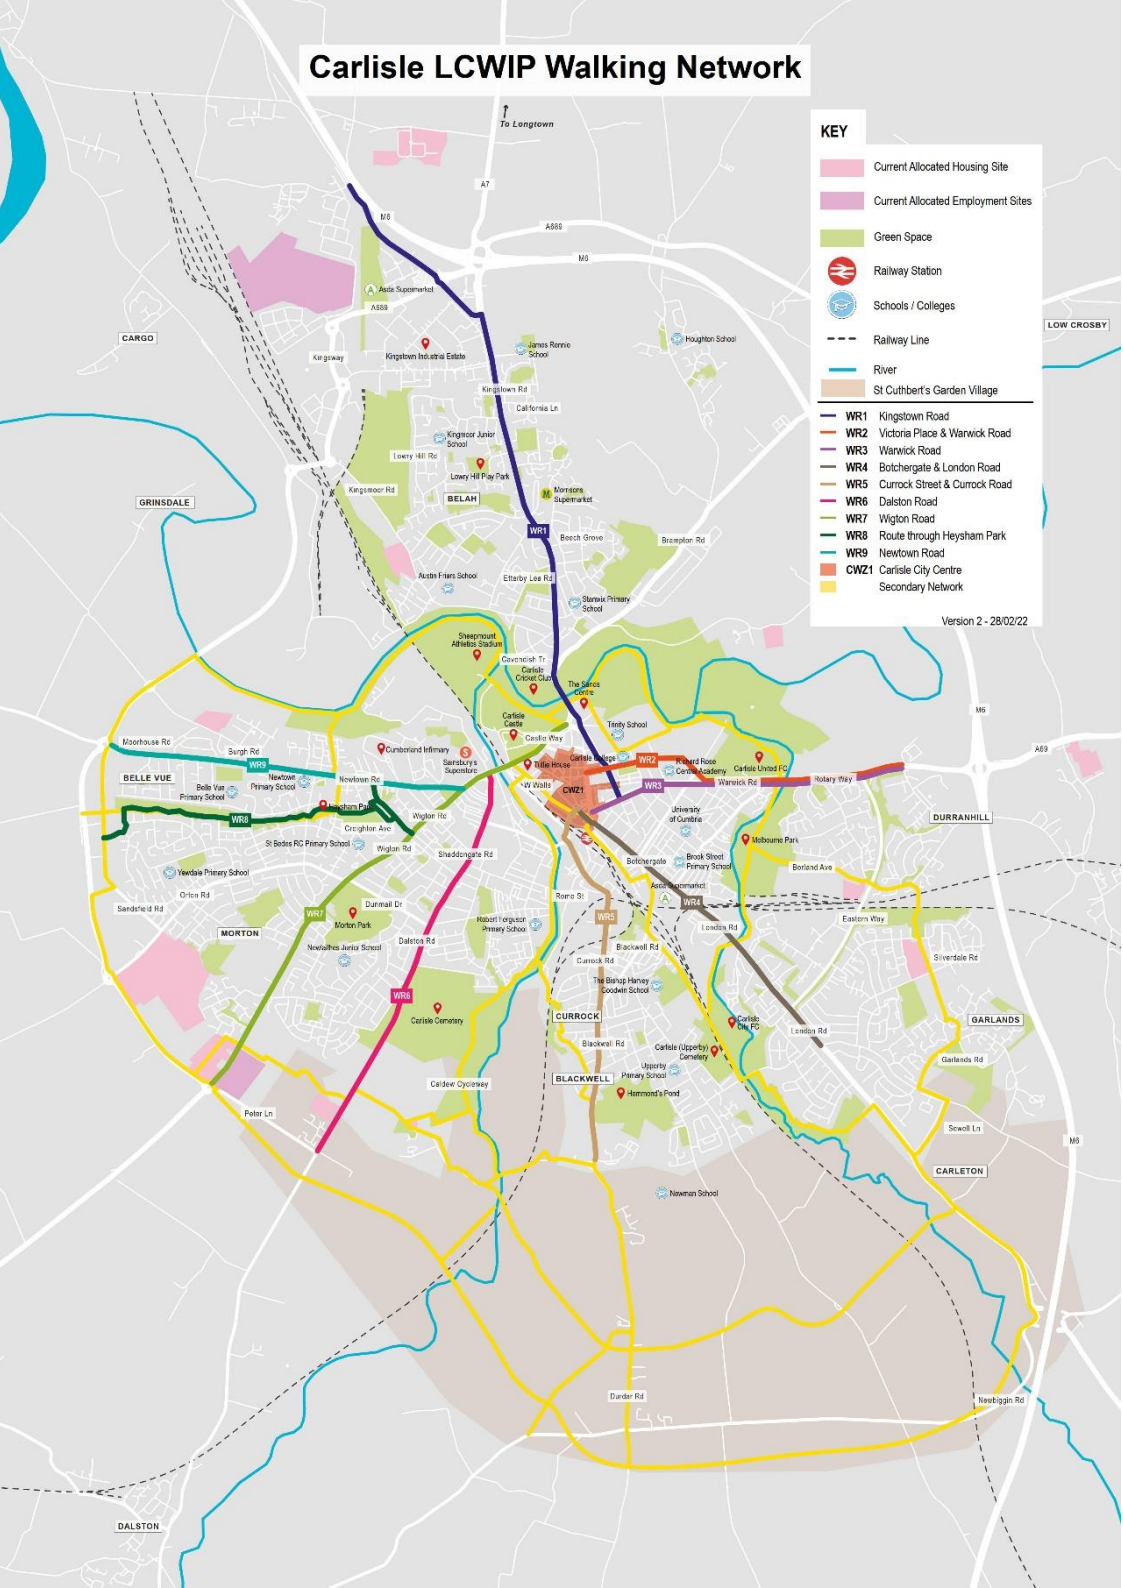 Carlisle LCWIP Walking Network
To Longtown
KEY
Current Allocated Housing Site
Current Allocated Employment Sites
Green Space
Railway Station
Schools / Colleges
Railway Line
River
St Cuthbert's Garden Village
WR1 Kingstown Road
WR2 Victoria Place & Warwick Road
WR3 Warwick Road
WR4 Botchergate & London Road
WR5 Currock Street & Currock Road
WR6 Dalston Road
WR7 Wigton Road
WR8 Route through Heysham Park
WR9 Newtown Road
CWZ1 Carlisle City Centre
Secondary Network
Version 2 - 28/02/22
A7
M6
A689
M6
A Asda Supermarket
A689
CARGO
LOW CROSBY
Kingsway
Kingstown Industrial Estate
James Rennie
School
Houghton School
Kingstown Rd
California Ln
Kingmoor Junior
School
Lowry Hill Rd
Lowry Hill Play Park
Kingsmoor Rd
BELAH
M
Morrisons
Supermarket
GRINSDALE
WR1
Beech Grove
Brampton Rd
Austin Friars School
Etterby Lea Rd
Stanwix Primary
School
Sheepmount
Athletics Stadium
Cavendish Tr
Carlisle
Cricket Club
The Sands
Centre
M6
Carlisle
Castle
Trinity School
Castle Way
Moorhouse Rd
Burgh Rd
Cumberland Infirmary
S
Sainsbury's
Superstore
Tullie House
Carlisle College
WR2
Richard Rose
Central Academy
Carlisle United FC
A69
WR9
BELLE VUE
Belle Vue
Primary School
Newtown
Primary School
Newtown Rd
W Walls
CWZ1
WR3
Warwick Rd
Rotary Way
Heysham Park
WR8
Creighton Ave
Wigton Rd
University
of Cumbria
DURRANHILL
St Bedes RC Primary School
Wigton Rd
Shaddongate Rd
Melbourne Park
Botchergate
Brook Street
Primary School
Borland Ave
Yewdale Primary School
Orton Rd
Asda Supermarket
A
WR4
Rome St
Sandsfield Rd
Dunmail Dr
WR7
Morton Park
Robert Ferguson
Primary School
WR5
London Rd
Eastern Way
MORTON
Newlaithes Junior School
Dalston Rd
Blackwell Rd
Currock Rd
Silverdale Rd
WR6
The Bishop Harvey
Goodwin School
Carlisle Cemetery
CURROCK
Carlisle
City FC
London Rd
GARLANDS
Blackwell Rd
Carlisle (Upperby)
Cemetery
Garlands Rd
Caldew Cycleway
BLACKWELL
Upperby
Primary School
Hammond's Pond
Peter Ln
Sewell Ln
M6
CARLETON
Newman School
Durdar Rd
Newbiggin Rd
DALSTON